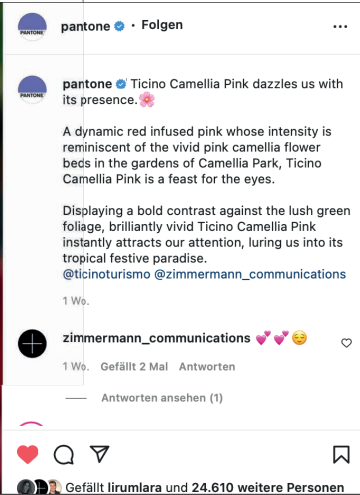 PANTONE
pantone • Folgen
PANTONE
pantone Ticino Camellia Pink dazzles us with
its presence.🌸
A dynamic red infused pink whose intensity is
reminiscent of the vivid pink camellia flower
beds in the gardens of Camellia Park, Ticino
Camellia Pink is a feast for the eyes.
Displaying a bold contrast against the lush green
foliage, brilliantly vivid Ticino Camellia Pink
instantly attracts our attention, luring us into its
tropical festive paradise.
@ticinoturismo @zimmermann_communications
1 Wo.
zimmermann_communications 💕💕😌
1 Wo. Gefällt 2 Mal Antworten
Antworten ansehen (1)
Gefällt lirumlara und 24.610 weitere Personen